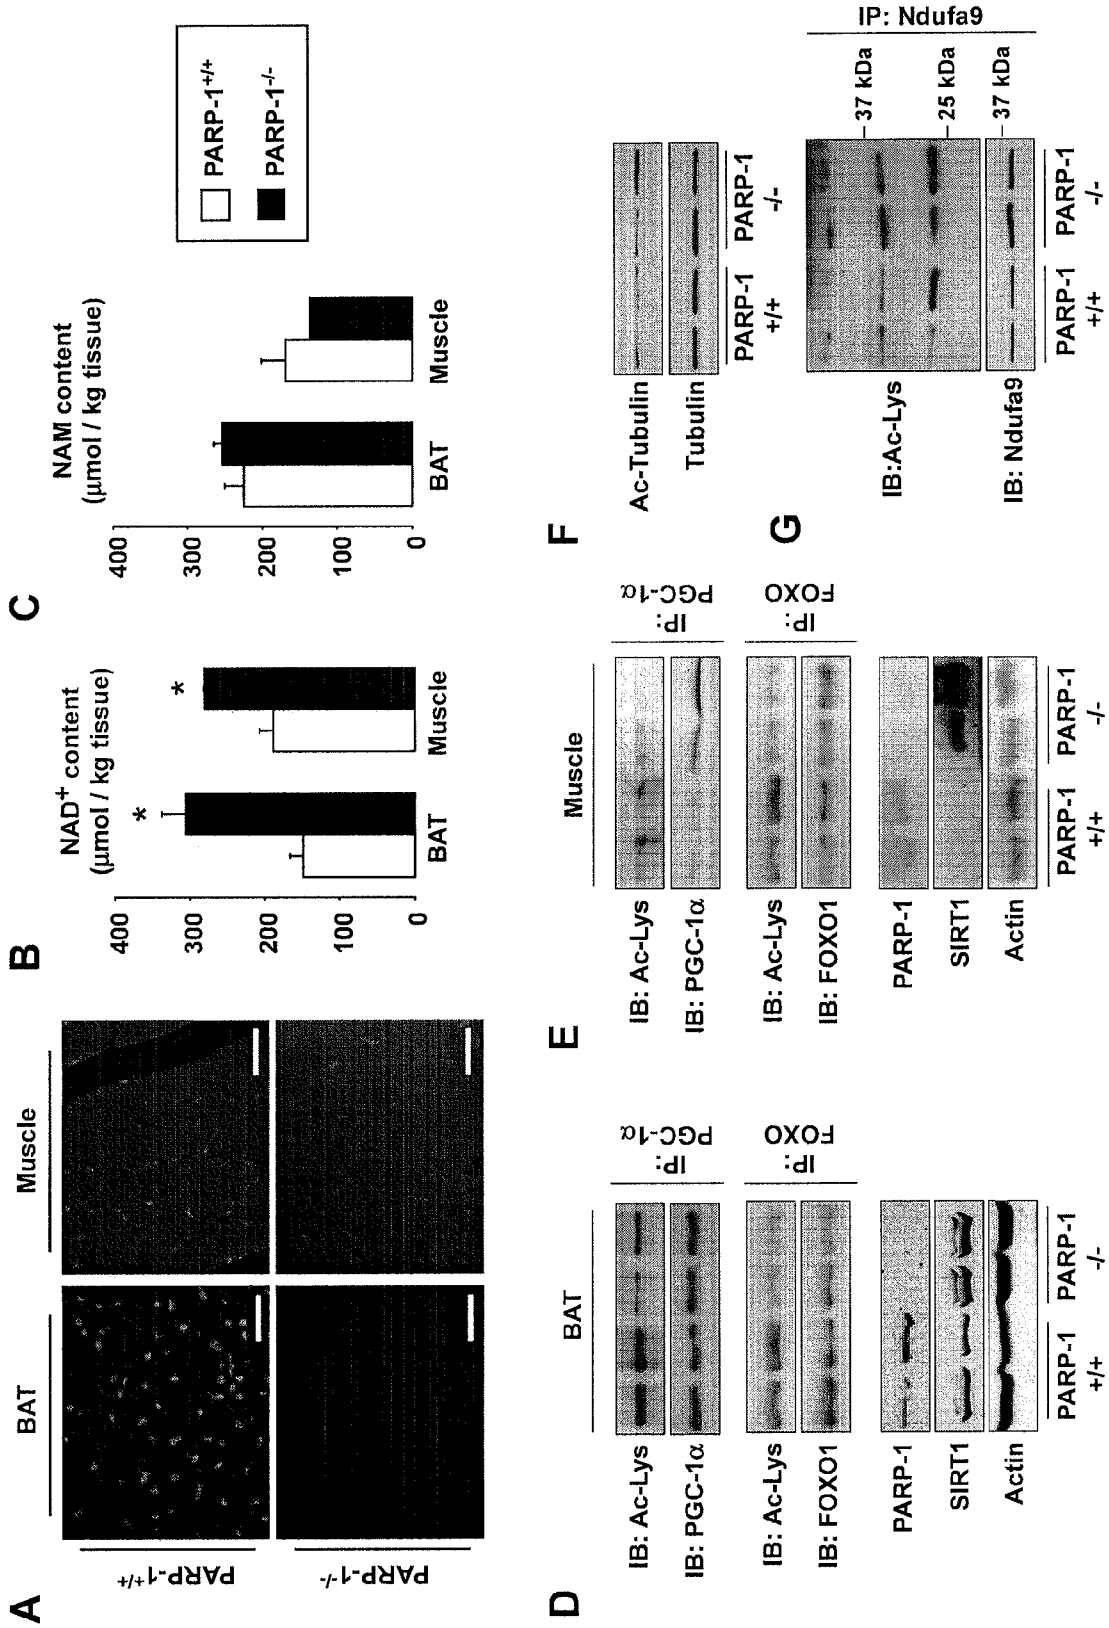 A
BAT
Muscle
PARP-1+/+
PARP-1-/-
B
NAD+ content
(μmol / kg tissue)
400
300
200
100
0
*
*
BAT
Muscle
C
NAM content
(μmol / kg tissue)
400
300
200
100
0
BAT
Muscle
PARP-1+/+
PARP-1-/-
D
BAT
IB: Ac-Lys
IB: PGC-1α
IP:
PGC-1α
IB: Ac-Lys
IB: FOXO1
IP:
FOXO
PARP-1
SIRT1
Actin
PARP-1
+/+
PARP-1
-/-
E
Muscle
IB: Ac-Lys
IB: PGC-1α
IP:
PGC-1α
IB: Ac-Lys
IB: FOXO1
IP:
FOXO
PARP-1
SIRT1
Actin
PARP-1
+/+
PARP-1
-/-
F
Ac-Tubulin
Tubulin
PARP-1
+/+
PARP-1
-/-
G
IB:Ac-Lys
37 kDa
25 kDa
IB: Ndufa9
37 kDa
IP: Ndufa9
PARP-1
+/+
PARP-1
-/-